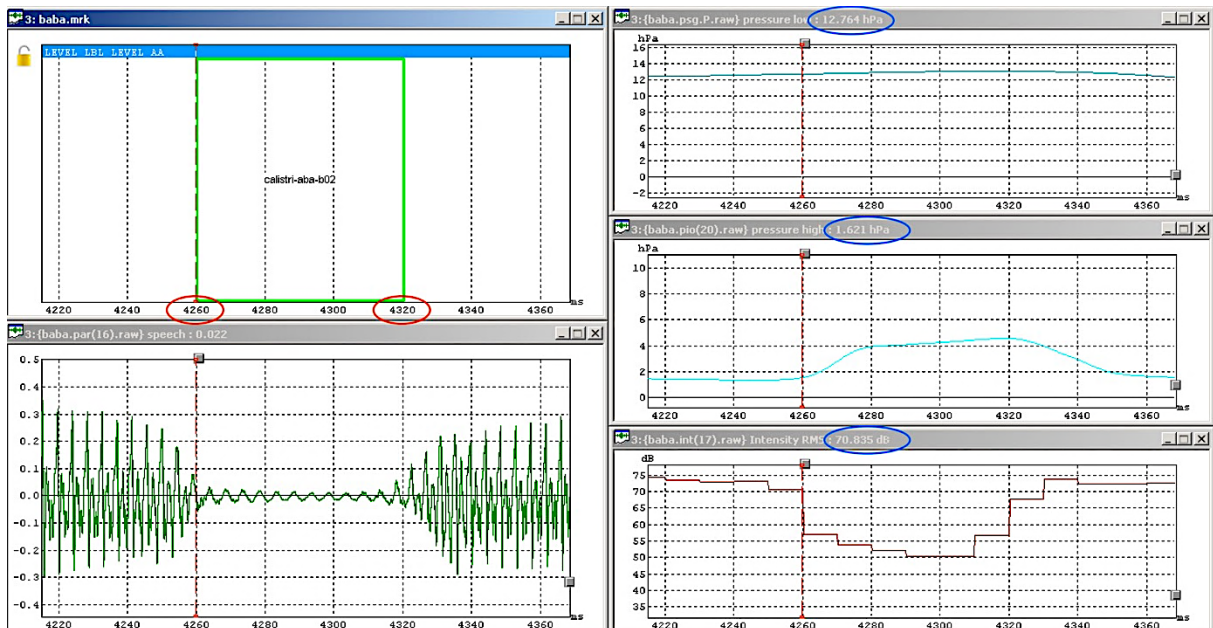 3: baba.mrk
LEVEL LBL LEVEL AA
calistri-aba-b02
4220 4240 4260 4280 4300 4320 4340 4360 ms
3:{baba.par(16).raw} speech : 0.022
0.5
0.4
0.3
0.2
0.1
0.0
-0.1
-0.2
-0.3
-0.4
4220 4240 4260 4280 4300 4320 4340 4360 ms
3:{baba.psg.P.raw} pressure low : 12.764 hPa
hPa
16
14
12
10
8
6
4
2
0
-2
4220 4240 4260 4280 4300 4320 4340 4360 ms
3:{baba.pio(20).raw} pressure high : 1.621 hPa
hPa
10
8
6
4
2
0
4220 4240 4260 4280 4300 4320 4340 4360 ms
3:{baba.int(17).raw} Intensity RMS : 70.835 dB
dB
75
70
65
60
55
50
45
40
35
4220 4240 4260 4280 4300 4320 4340 4360 ms